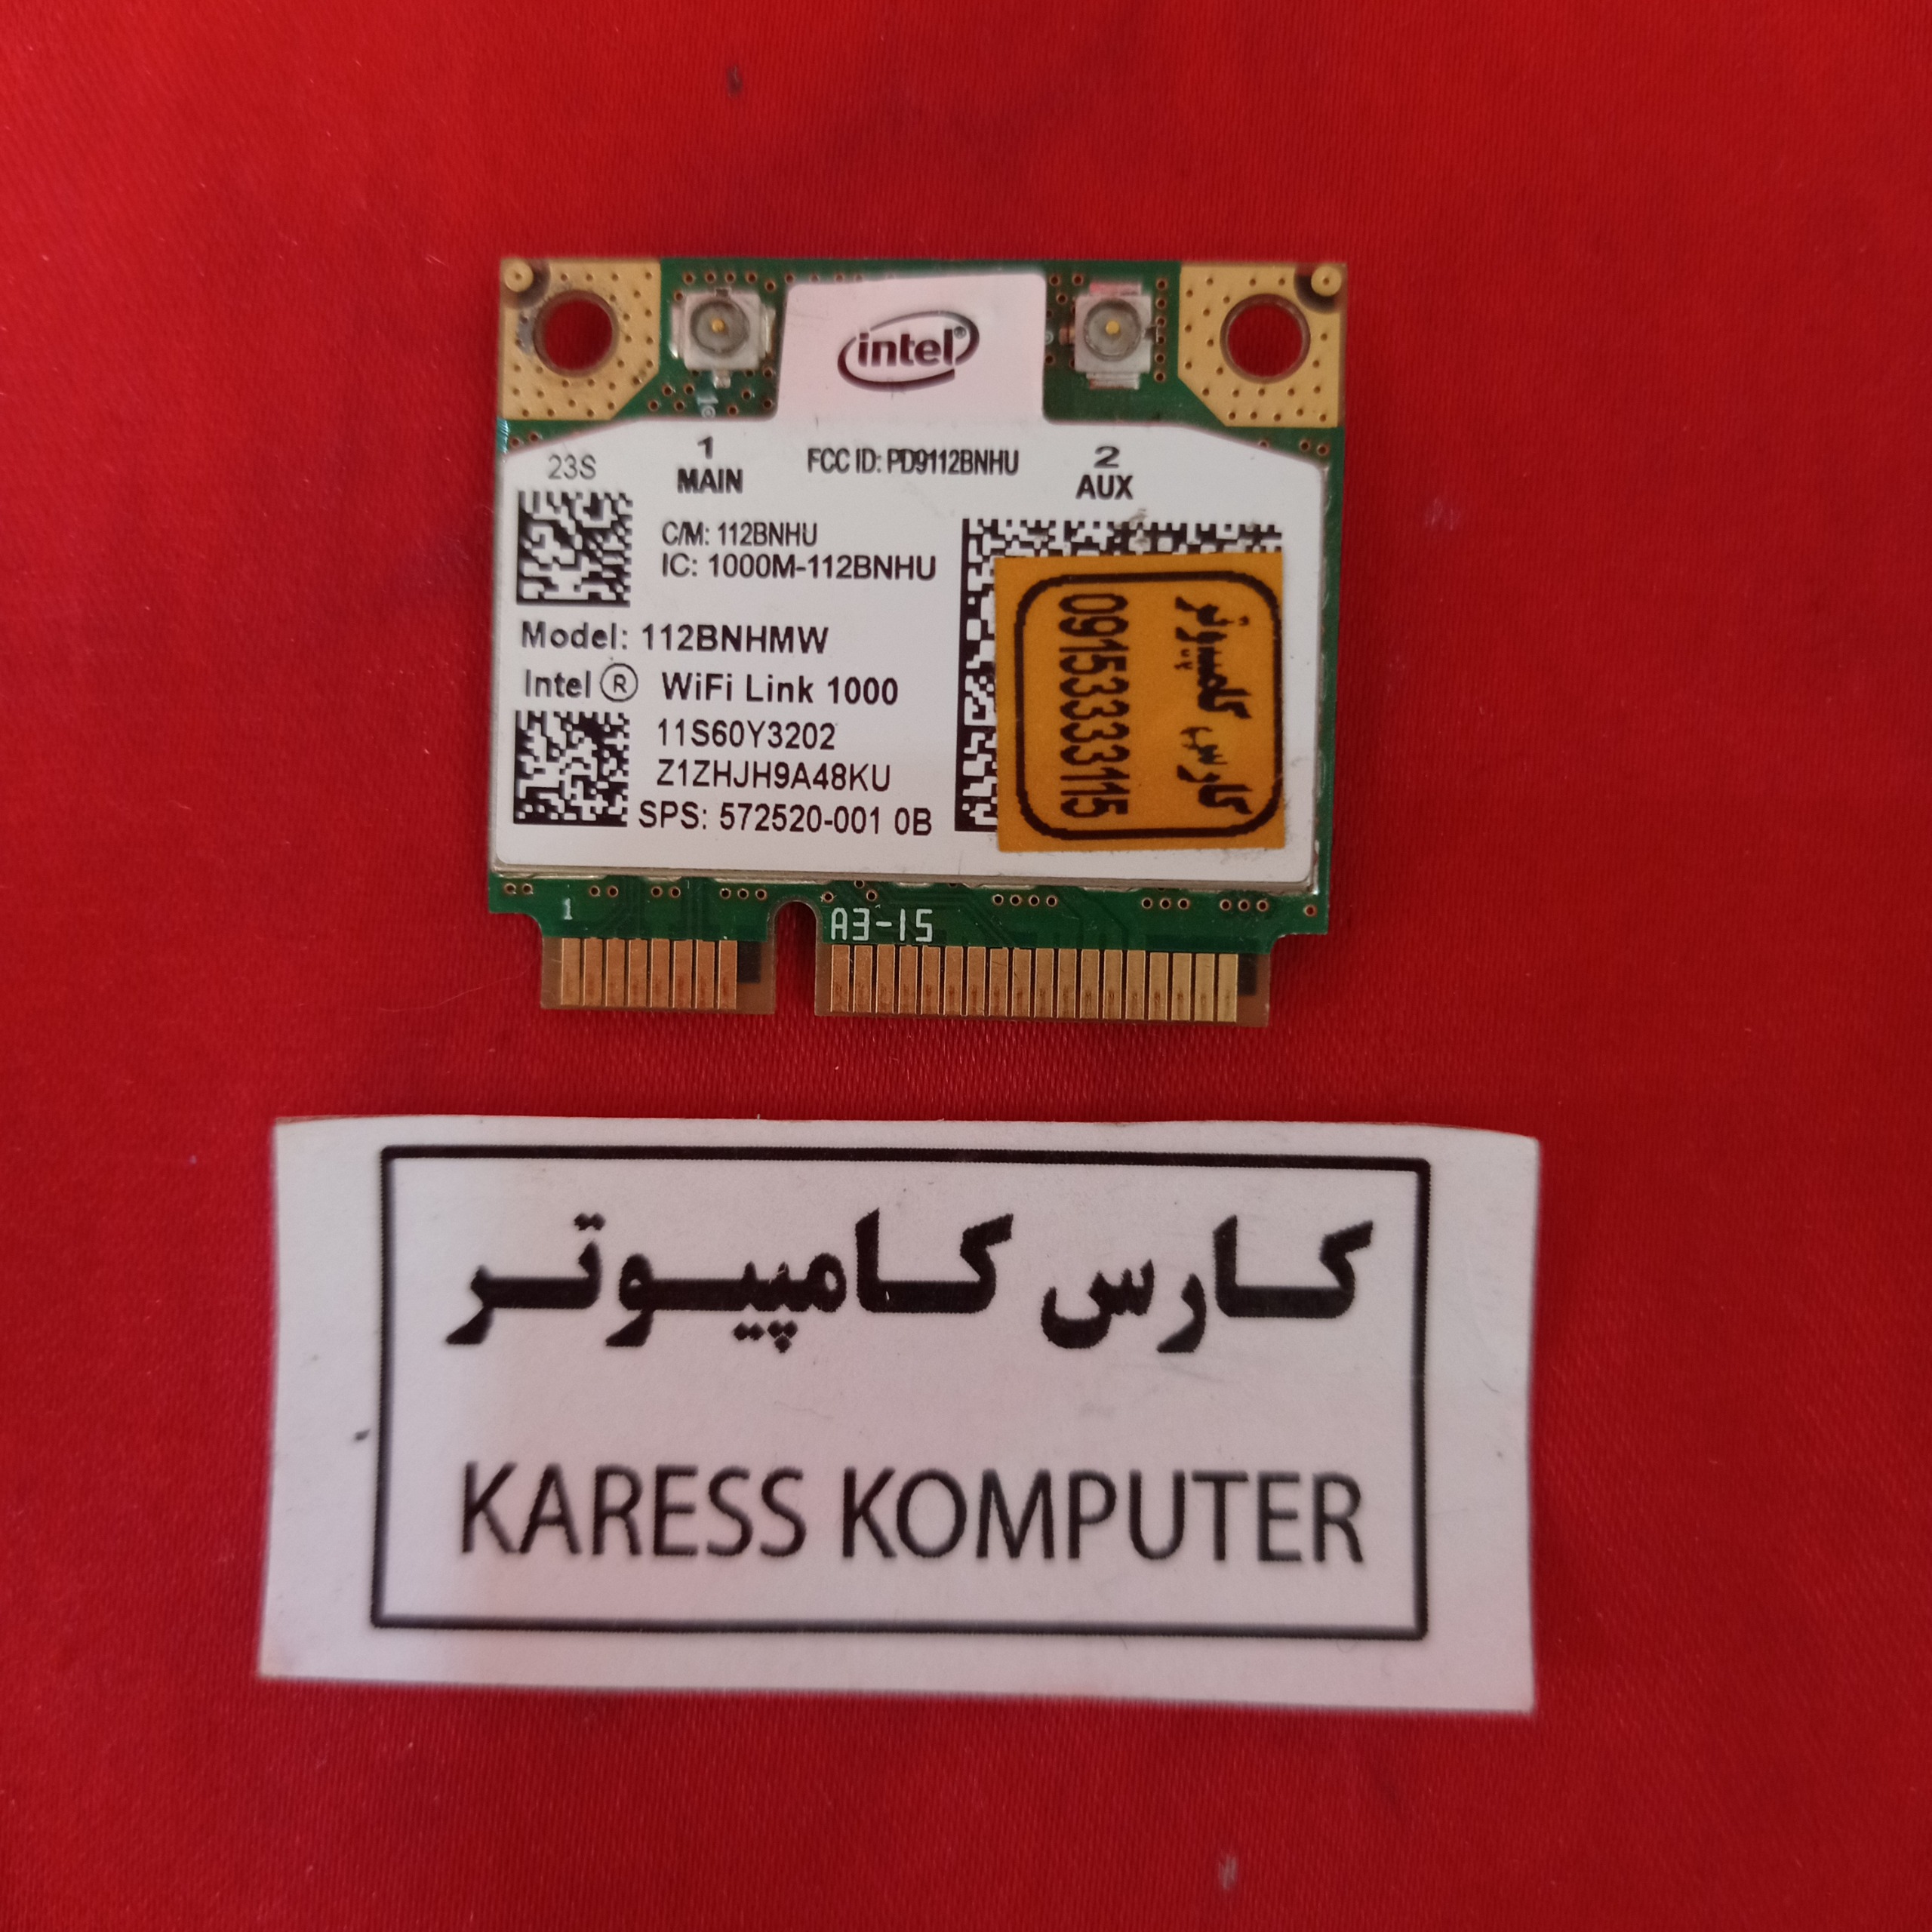 intel®
23S
1
MAIN
FCC ID: PD9112BNHU
2
AUX
C/M: 112BNHU
IC: 1000M-112BNHU
Model: 112BNHMW
Intel ® WiFi Link 1000
11S60Y3202
Z1ZHJH9A48KU
SPS: 572520-001 0B
کارس کامپیوتر
09153333115
1
A3-15
کارس کامپیوتر
KARESS KOMPUTER